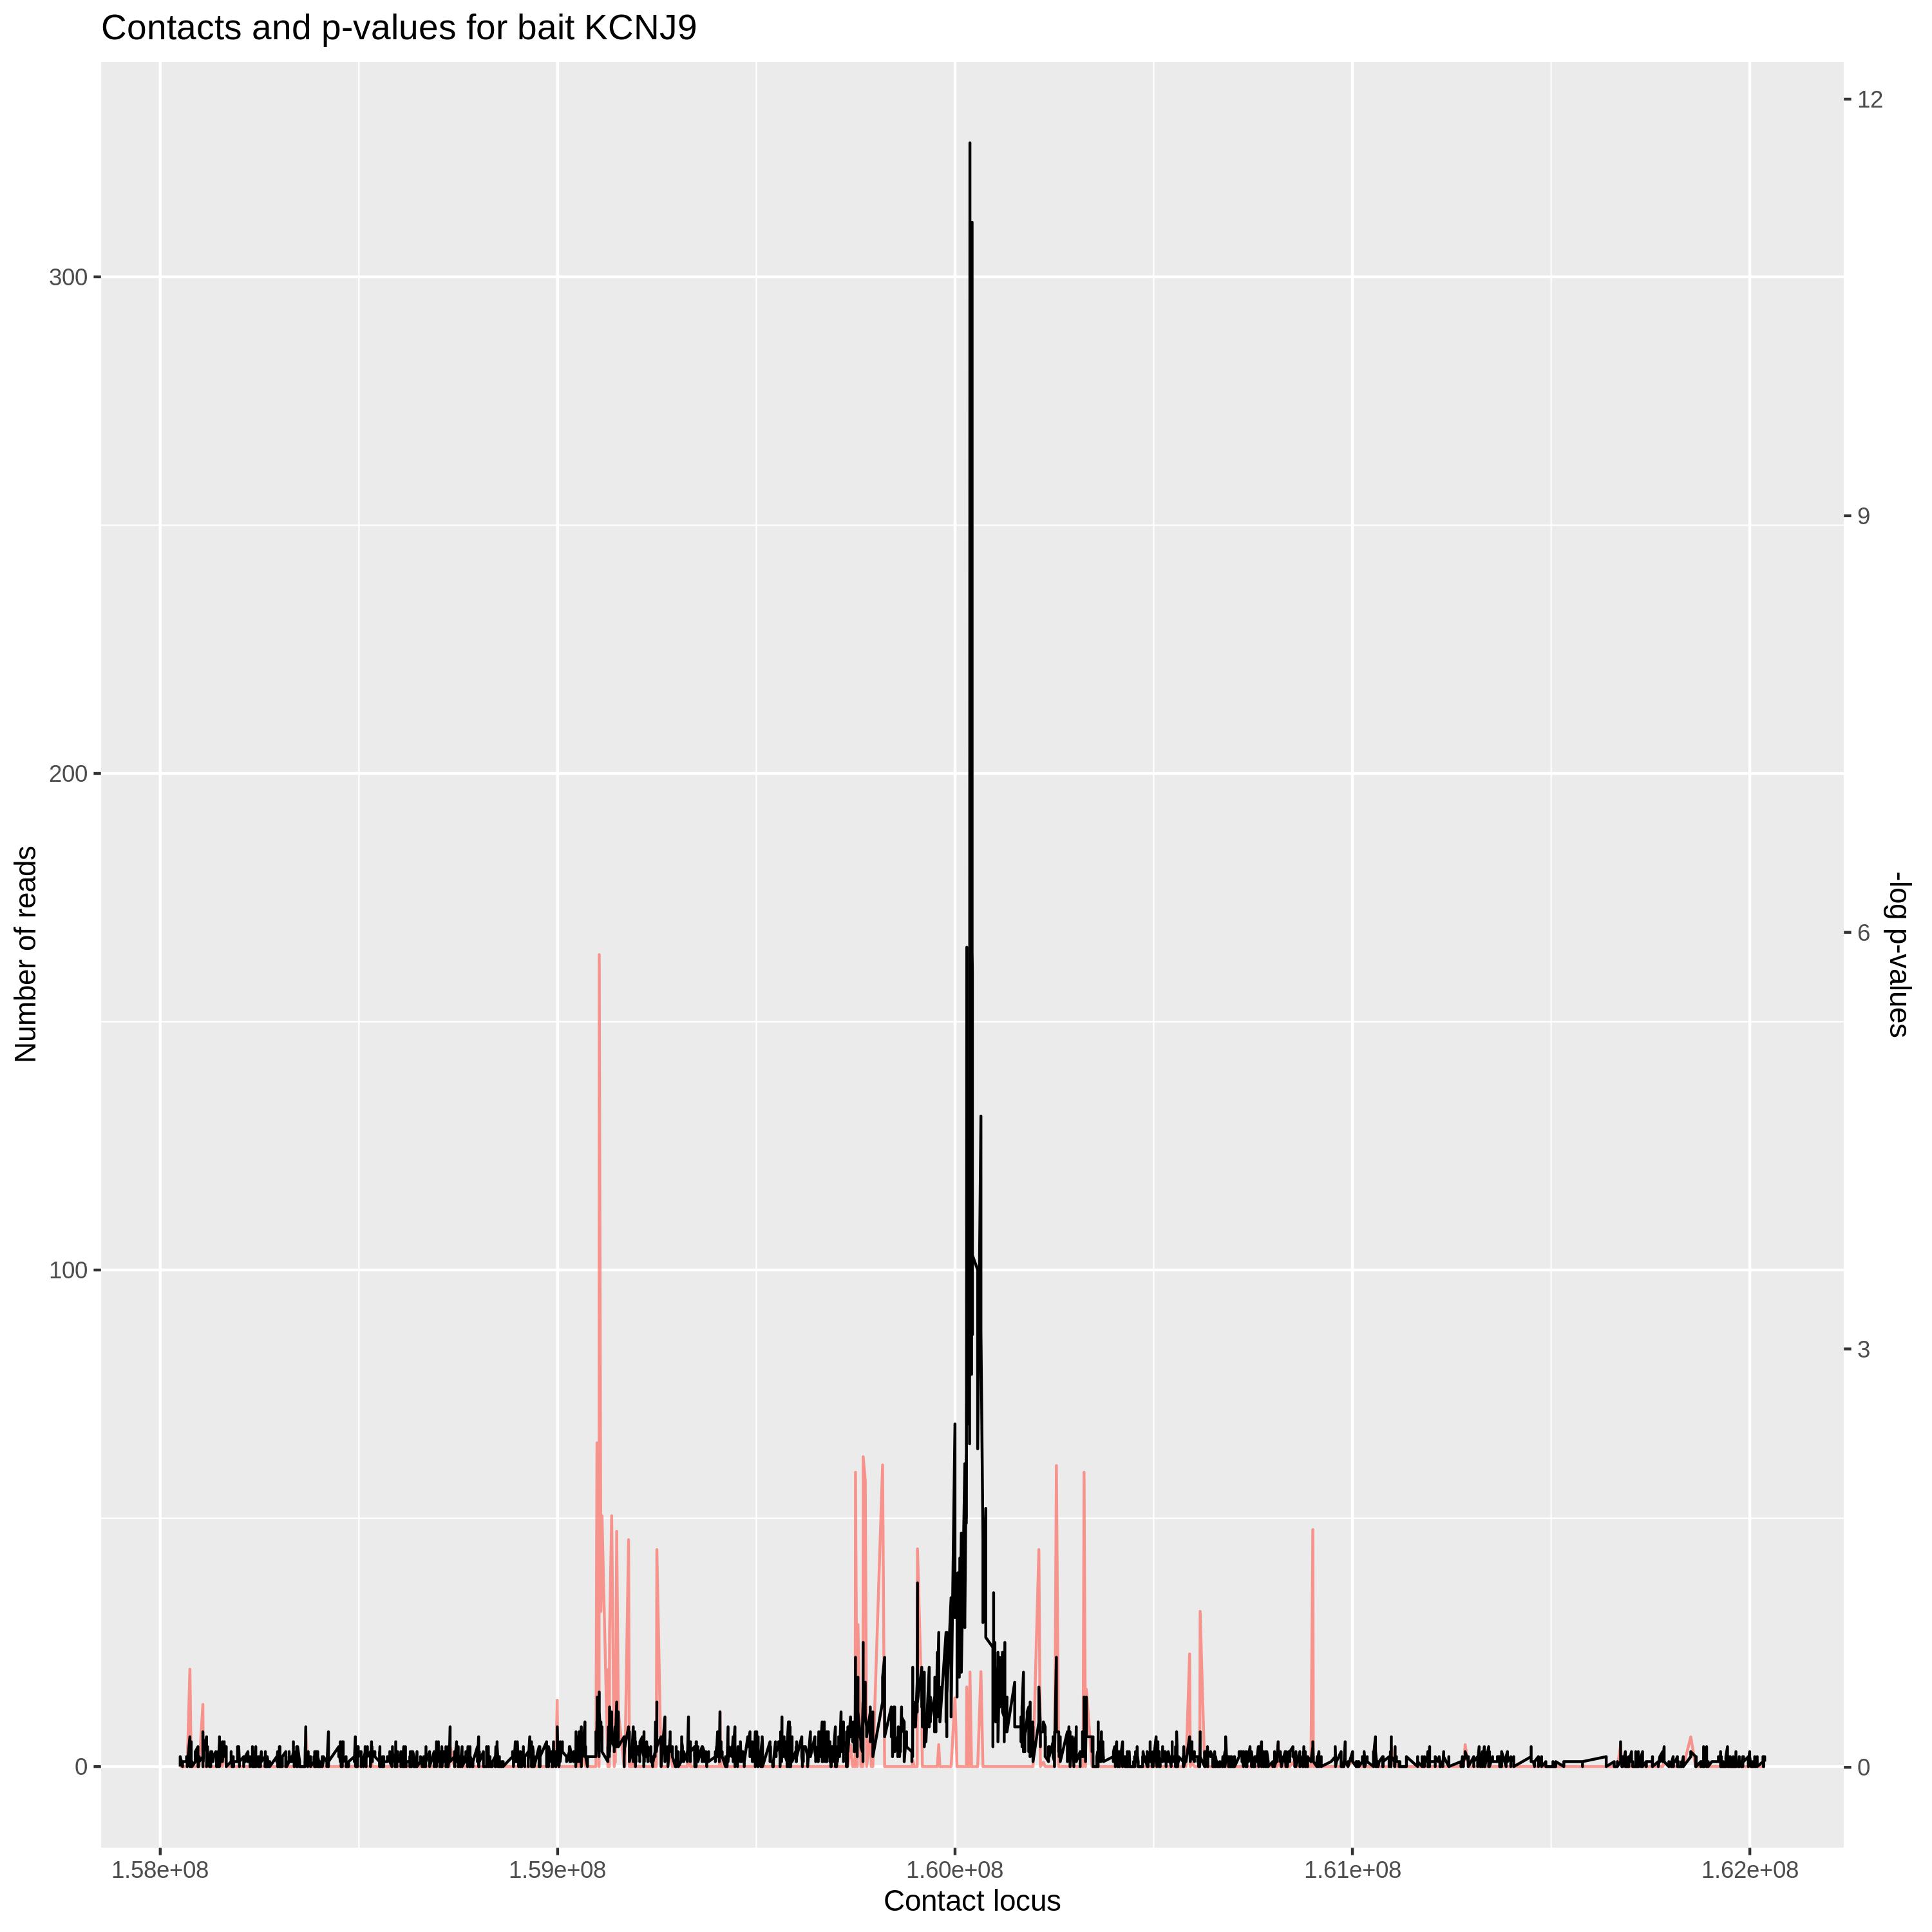 Contacts and p-values for bait KCNJ9
12
300
9
200
Number of reads
-log p-values
6
100
3
0
0
1.58e+08 1.59e+08 1.60e+08 1.61e+08 1.62e+08
Contact locus